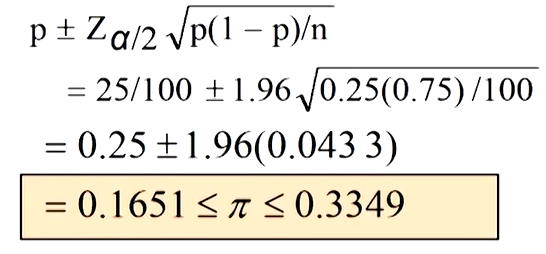 p ± Zα/2 √p(1 − p)/n
= 25/100 ± 1.96√0.25(0.75)/100
= 0.25 ± 1.96(0.043 3)
= 0.1651 ≤ π ≤ 0.3349